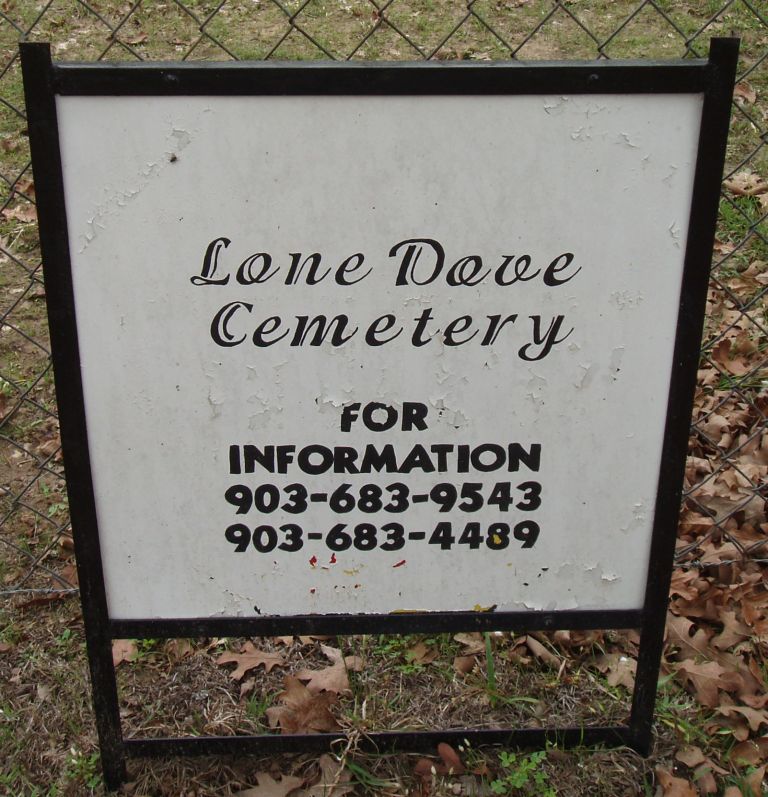 Lone Dove
Cemetery
FOR
INFORMATION
903-683-9543
903-683-4489